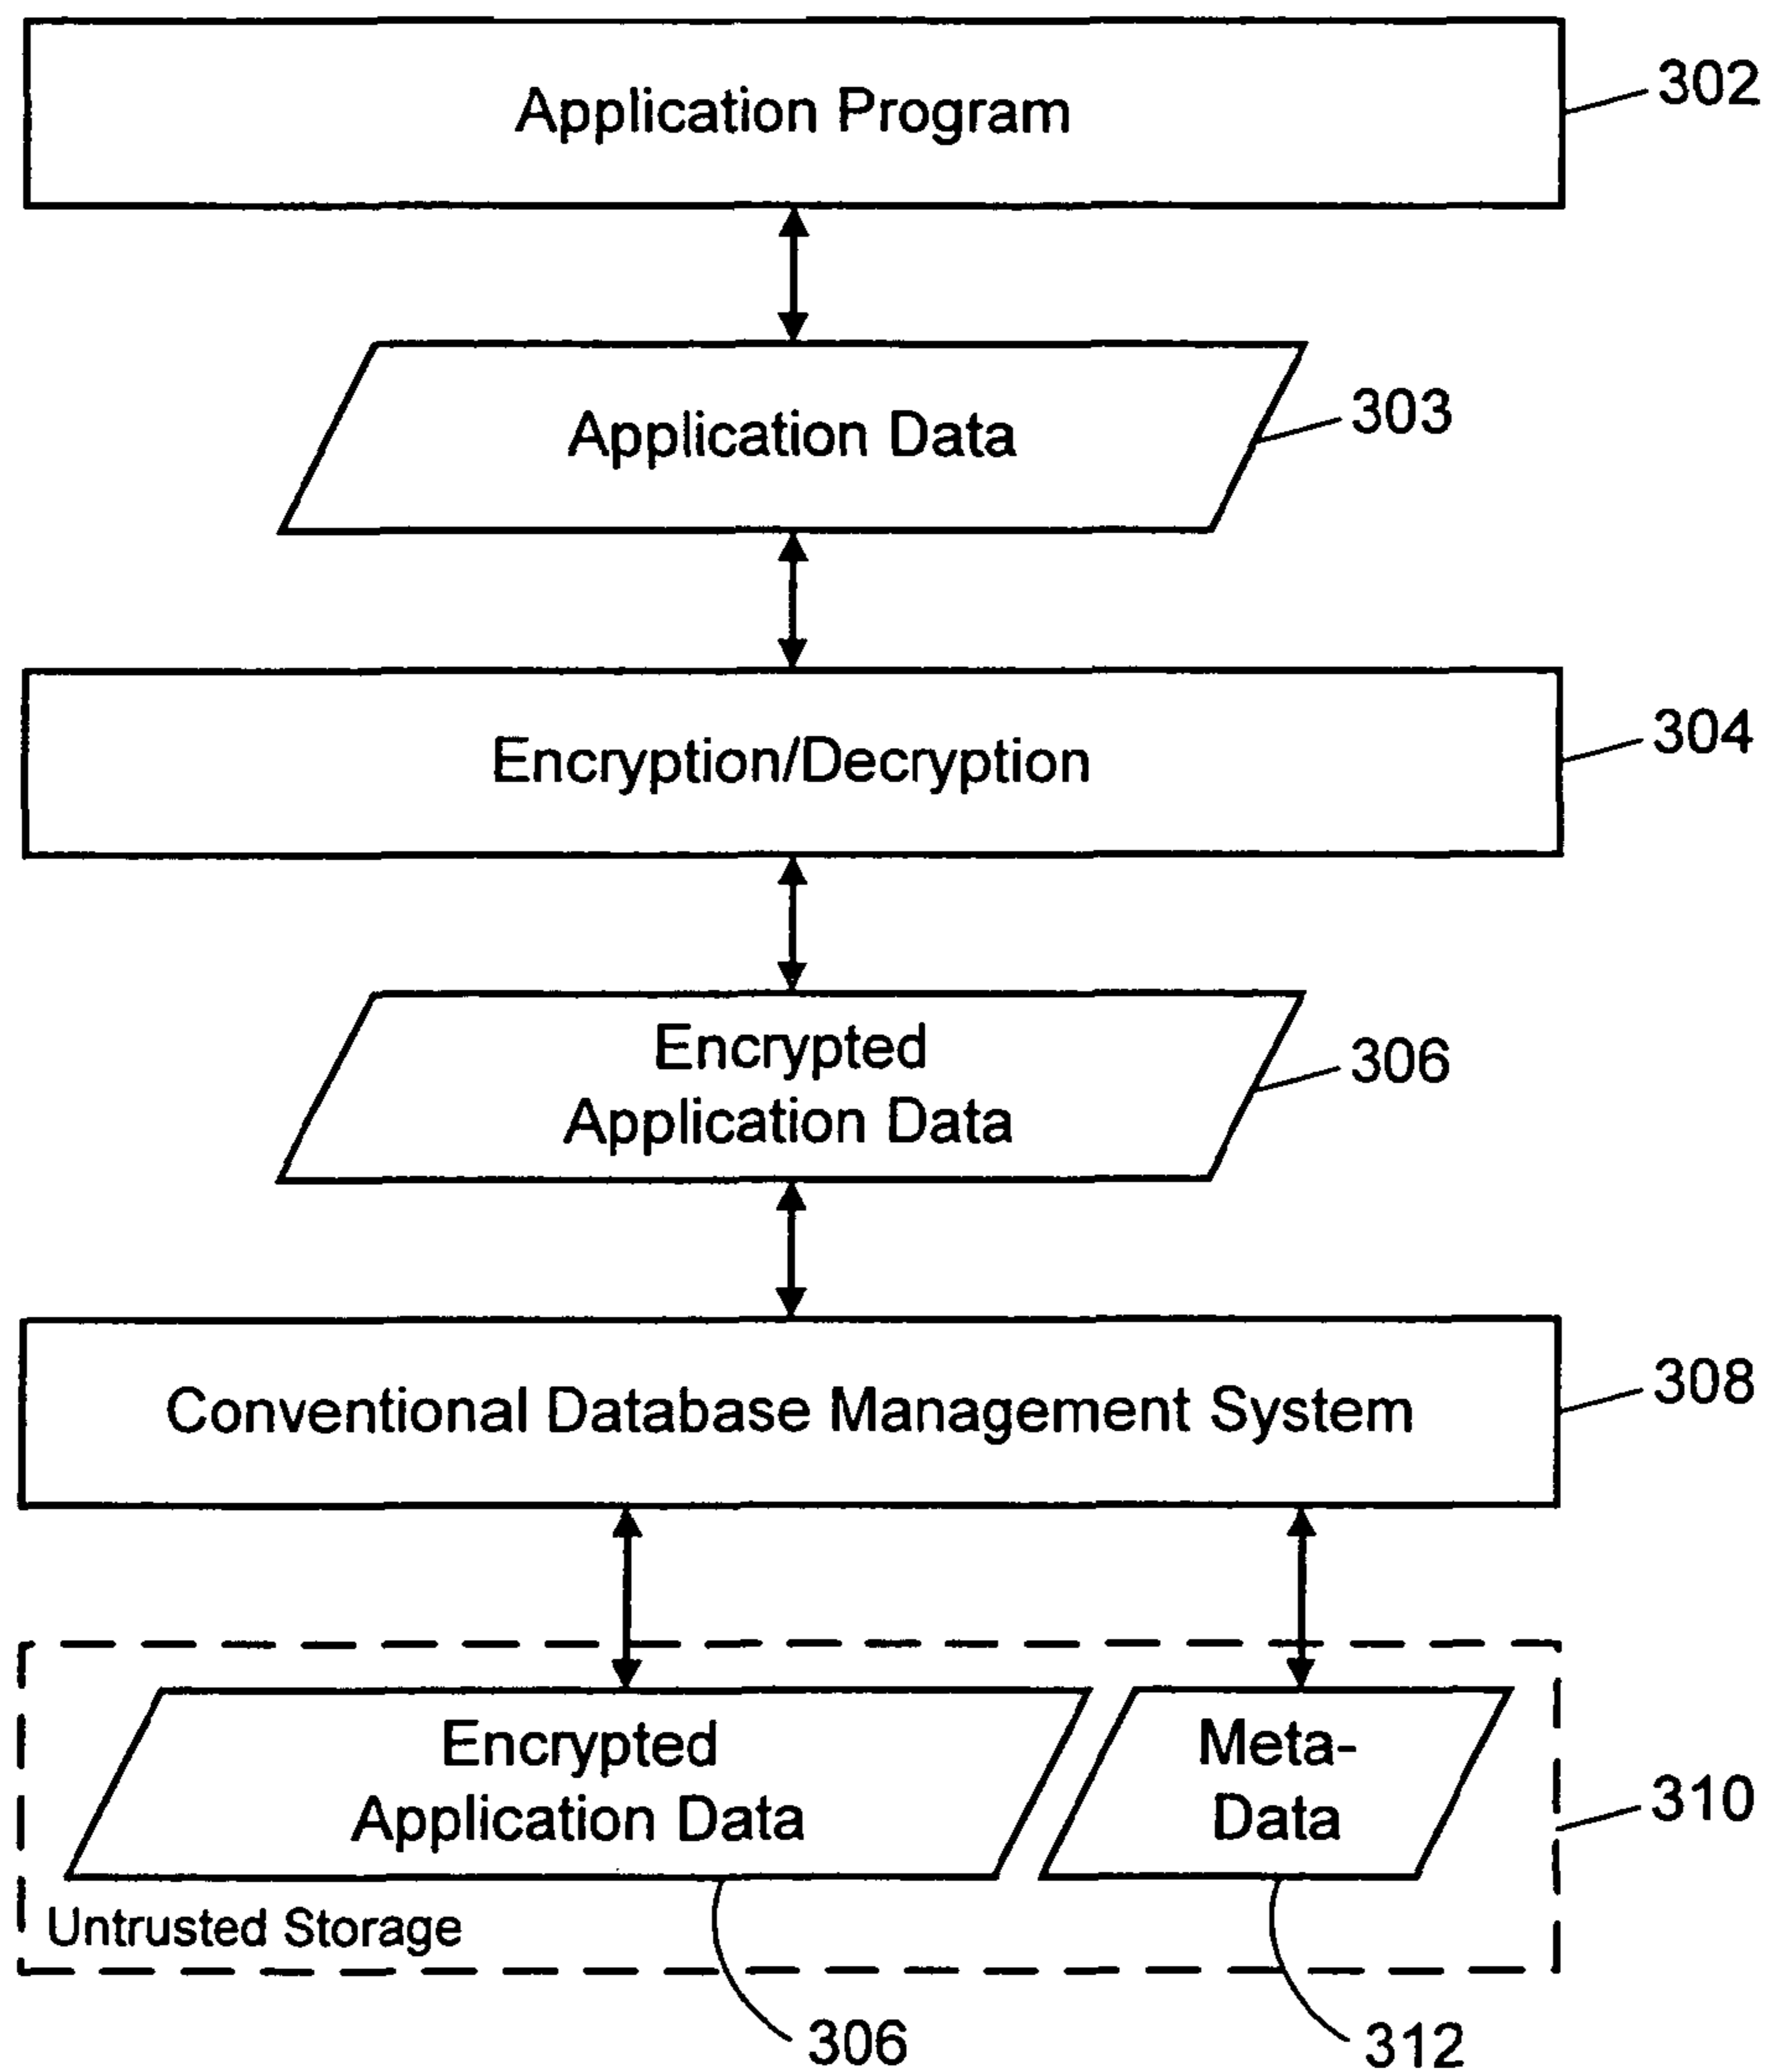 Application Program
302
Application Data
303
Encryption/Decryption
304
Encrypted
Application Data
306
Conventional Database Management System
308
Encrypted
Application Data
Meta-
Data
310
Untrusted Storage
306
312